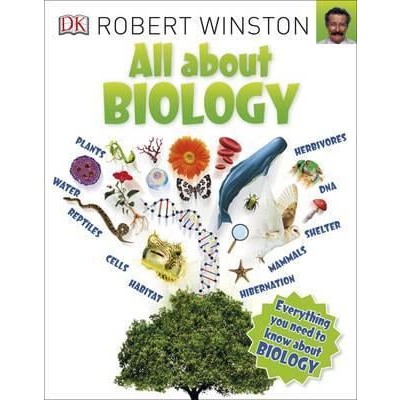 DK
ROBERT WINSTON
All about
BIOLOGY
PLANTS
HERBIVORES
WATER
DNA
REPTILES
SHELTER
CELLS
MAMMALS
HABITAT
HIBERNATION
Everything
you need to
know about
BIOLOGY